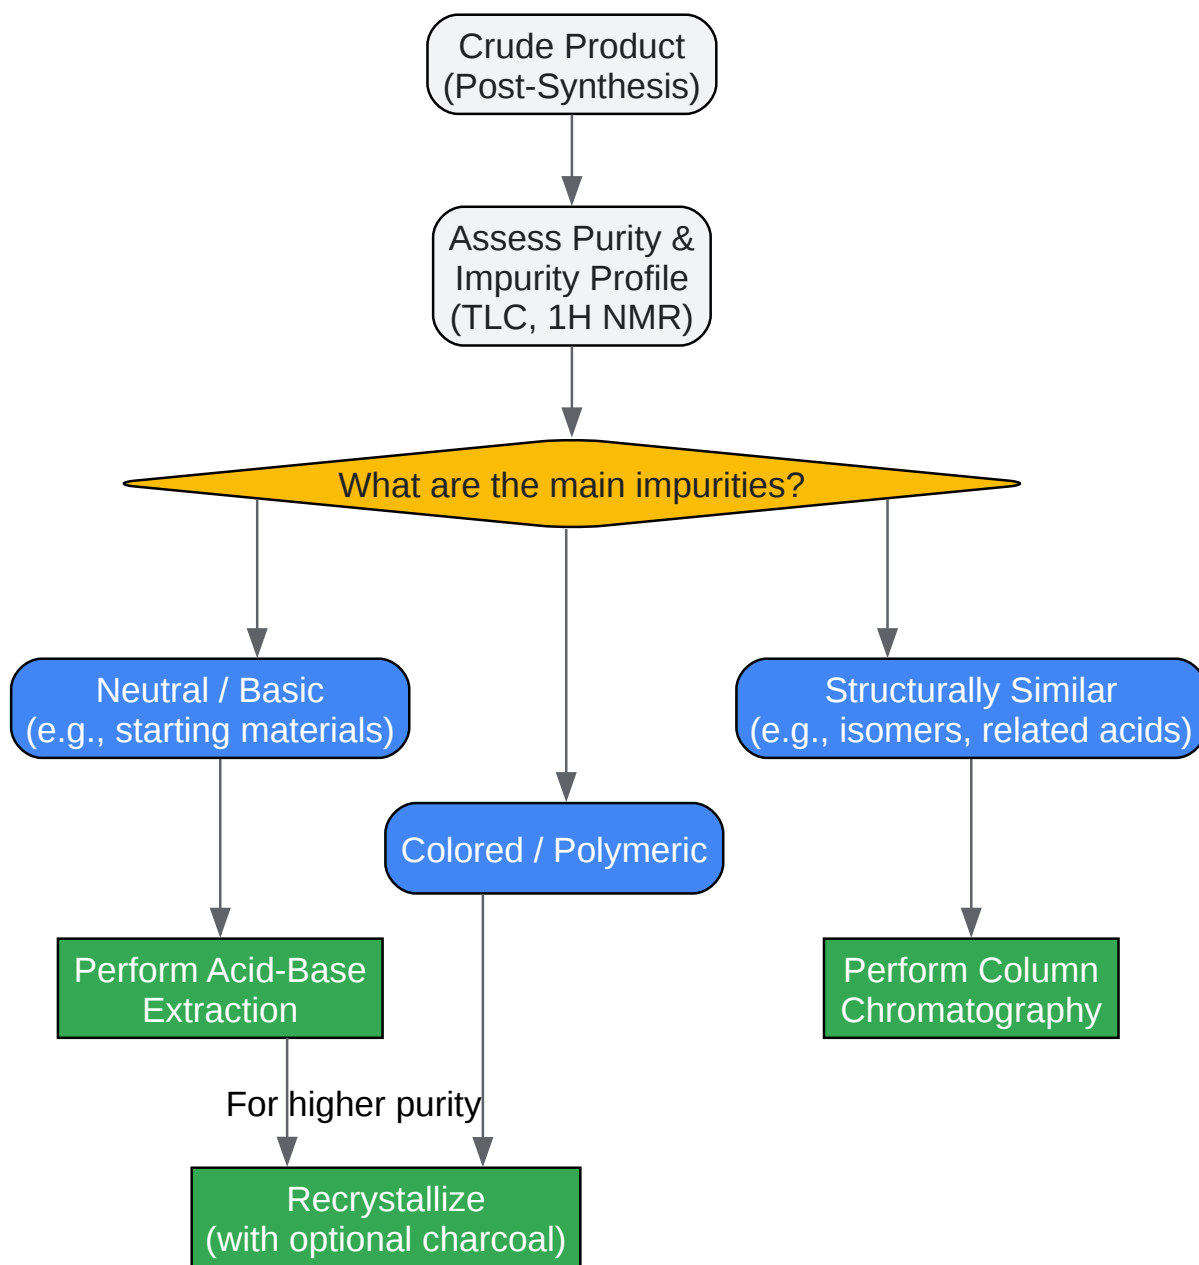 Crude Product
(Post-Synthesis)
Assess Purity &
Impurity Profile
(TLC, 1H NMR)
What are the main impurities?
Neutral / Basic
(e.g., starting materials)
Structurally Similar
(e.g., isomers, related acids)
Colored / Polymeric
Perform Acid-Base
Extraction
Perform Column
Chromatography
For higher purity
Recrystallize
(with optional charcoal)